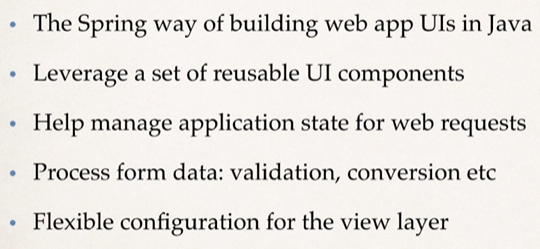 • The Spring way of building web app UIs in Java
• Leverage a set of reusable UI components
• Help manage application state for web requests
• Process form data: validation, conversion etc
• Flexible configuration for the view layer